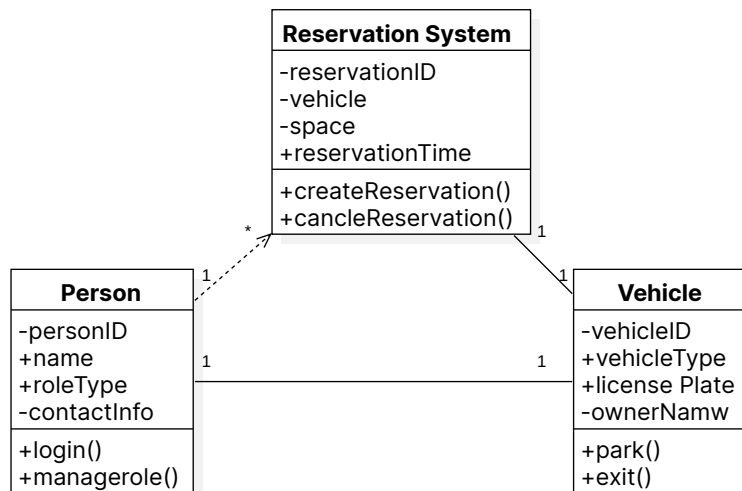 Reservation System
-reservationID
-vehicle
-space
+reservationTime
+createReservation()
+cancleReservation()
*
1
1
1
Person
-personID
+name
+roleType
-contactInfo
+login()
+managerole()
1
1
Vehicle
-vehicleID
+vehicleType
+license Plate
-ownerNamw
+park()
+exit()